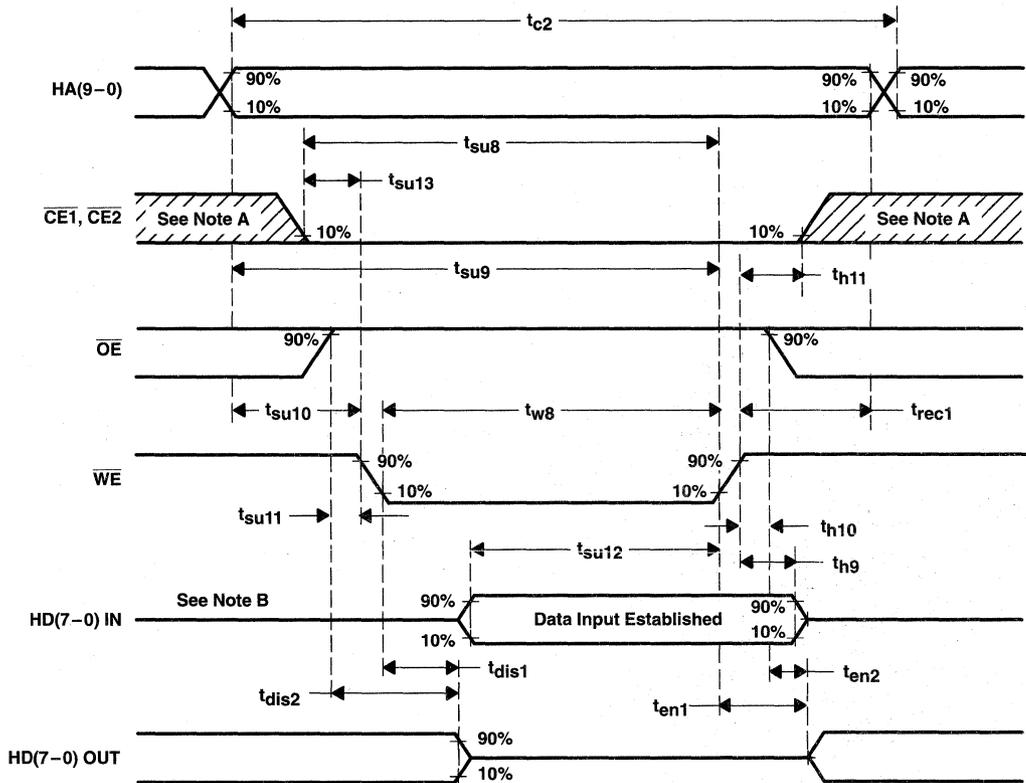 tc2
HA(9–0)
90%
10%
90%
10%
90%
10%
tsu8
tsu13
CE1, CE2
See Note A
10%
10%
See Note A
tsu9
th11
OE
90%
90%
tsu10
tw8
trec1
WE
90%
10%
90%
10%
tsu11
th10
tsu12
th9
See Note B
HD(7–0) IN
90%
10%
Data Input Established
90%
10%
tdis1
ten2
tdis2
ten1
HD(7–0) OUT
90%
10%